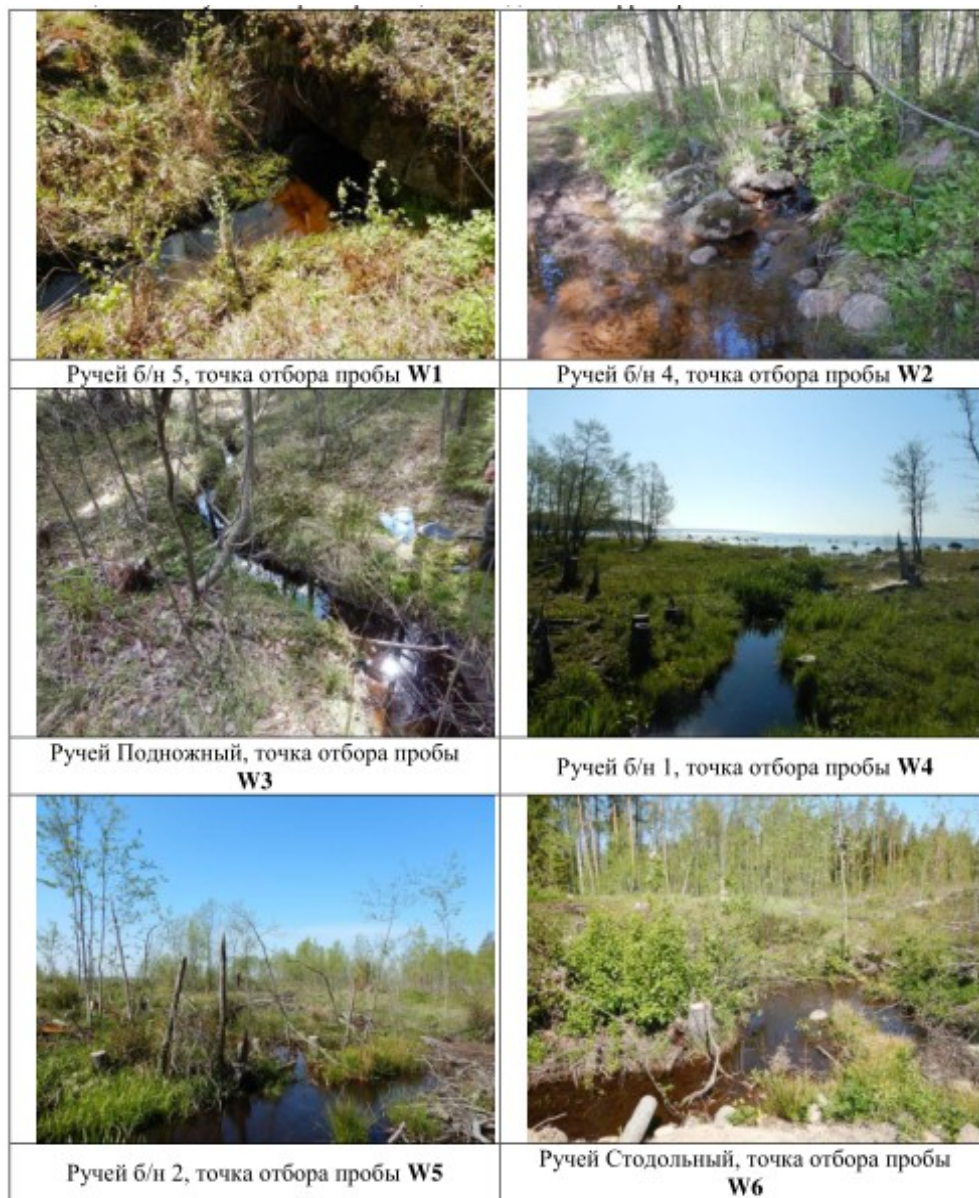 Ручей б/н 5, точка отбора пробы W1
Ручей б/н 4, точка отбора пробы W2
Ручей Подножный, точка отбора пробы
W3
Ручей б/н 1, точка отбора пробы W4
Ручей б/н 2, точка отбора пробы W5
Ручей Стодольный, точка отбора пробы
W6